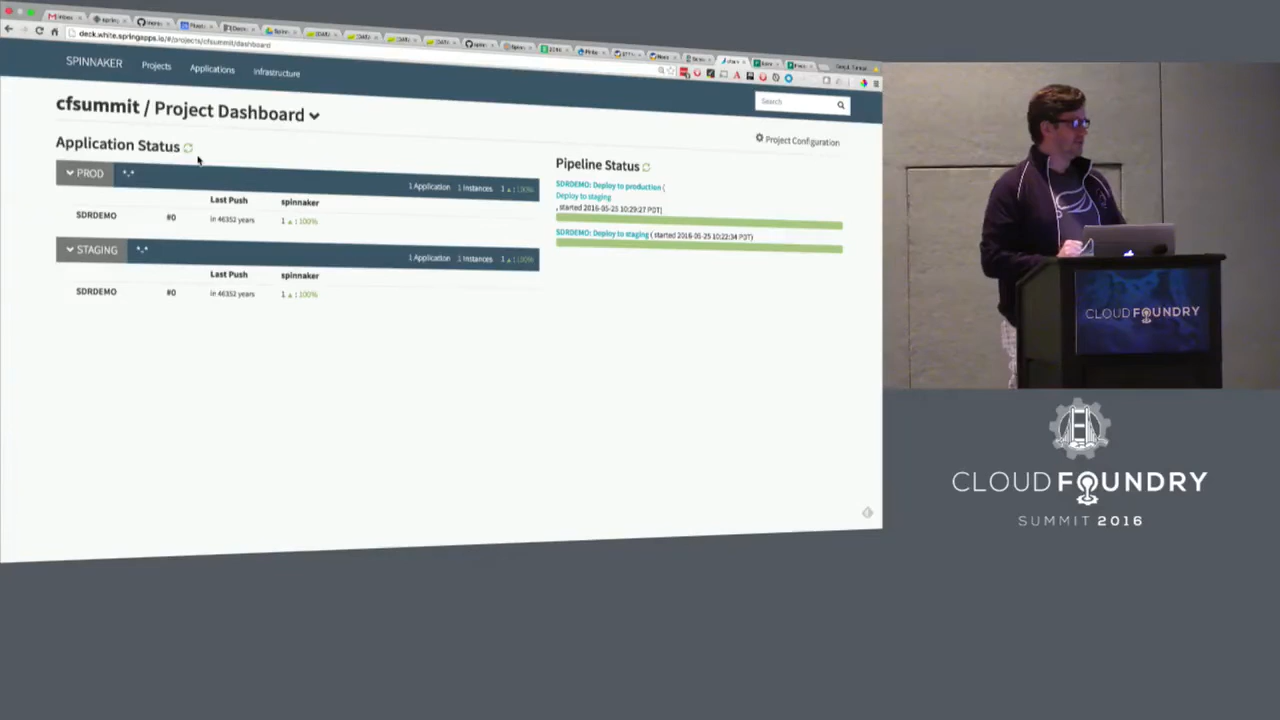 deck.white.springapps.io/#/projects/cfsummit/dashboard
SPINNAKER Projects Applications Infrastructure
Search
cfsummit / Project Dashboard
Project Configuration
Application Status
PROD *.* 1 Application 1 Instances 1 : 100%
Last Push spinnaker
SDRDEMO #0 in 46352 years 1 : 100%
STAGING *.* 1 Application 1 Instances 1 : 100%
Last Push spinnaker
SDRDEMO #0 in 46352 years 1 : 100%
Pipeline Status
SDRDEMO: Deploy to production (
Deploy to staging
, started 2016-05-25 10:29:27 PDT)
SDRDEMO: Deploy to staging ( started 2016-05-25 10:22:34 PDT)
CLOUD FOUNDRY
CLOUD FOUNDRY
SUMMIT 2016